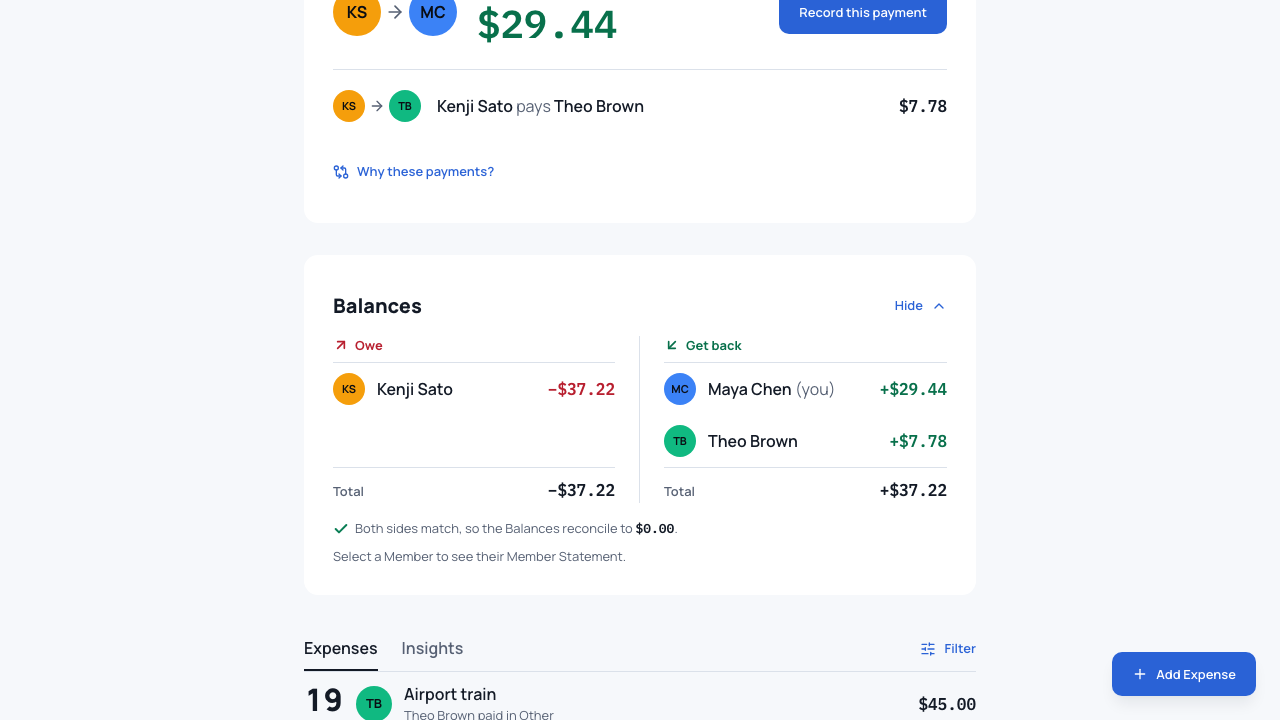 KS MC $29.44 Record this payment
KS TB Kenji Sato pays Theo Brown $7.78
Why these payments?
Balances Hide
Owe Get back
KS Kenji Sato −$37.22 MC Maya Chen (you) +$29.44
TB Theo Brown +$7.78
Total −$37.22 Total +$37.22
Both sides match, so the Balances reconcile to $0.00.
Select a Member to see their Member Statement.
Expenses Insights Filter
Add Expense
19 TB Airport train $45.00
Theo Brown paid in Other